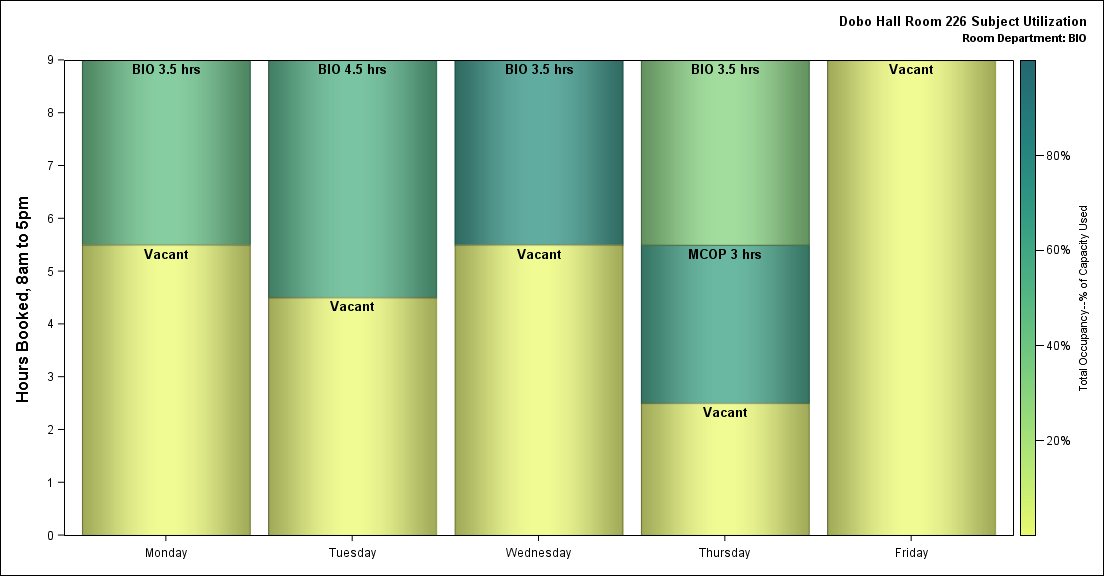 Dobo Hall Room 226 Subject Utilization
Room Department: BIO
Hours Booked, 8am to 5pm
9
8
7
6
5
4
3
2
1
0
BIO 3.5 hrs
Vacant
BIO 4.5 hrs
Vacant
BIO 3.5 hrs
Vacant
BIO 3.5 hrs
MCOP 3 hrs
Vacant
Vacant
Monday
Tuesday
Wednesday
Thursday
Friday
80%
60%
40%
20%
Total Occupancy--% of Capacity Used